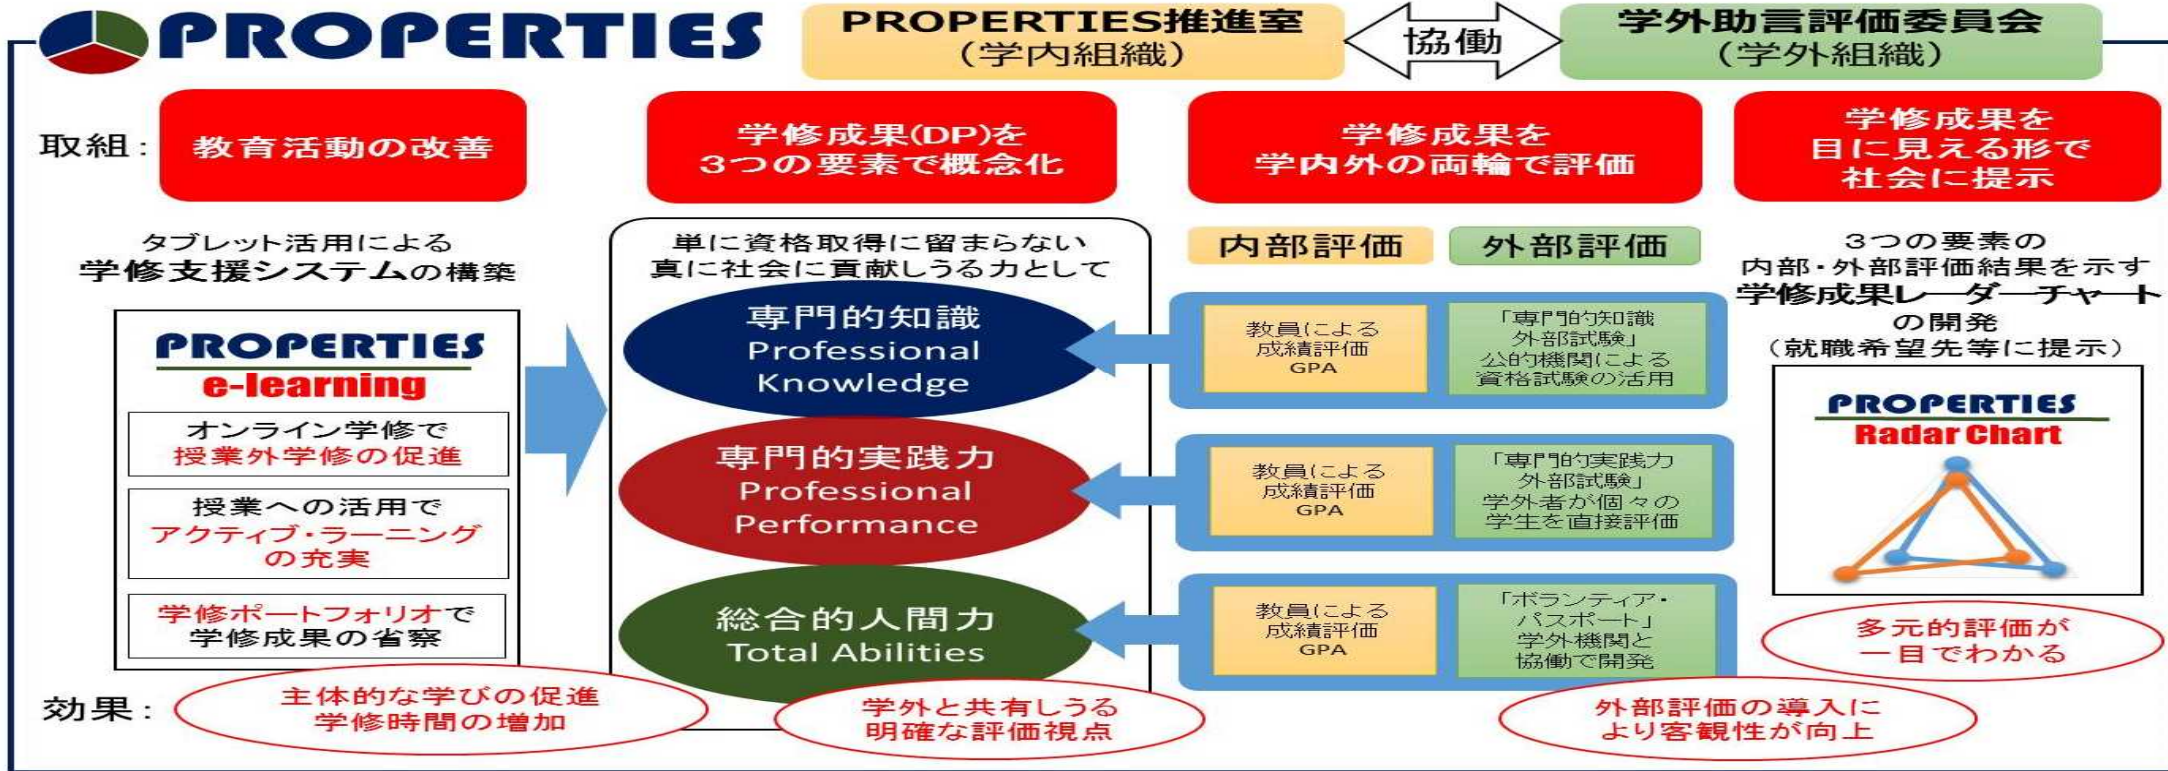 PROPERTIES
PROPERTIES推進室
(学内組織)
協働
学外助言評価委員会
(学外組織)
取組:
教育活動の改善
学修成果(DP)を
3つの要素で概念化
学修成果を
学内外の両輪で評価
学修成果を
目に見える形で
社会に提示
タブレット活用による
学修支援システムの構築
PROPERTIES
e-learning
オンライン学修で
授業外学修の促進
授業への活用で
アクティブ・ラーニング
の充実
学修ポートフォリオで
学修成果の省察
単に資格取得に留まらない
真に社会に貢献しうる力として
専門的知識
Professional
Knowledge
専門的実践力
Professional
Performance
総合的人間力
Total Abilities
内部評価
外部評価
教員による
成績評価
GPA
「専門的知識
外部試験」
公的機関による
資格試験の活用
教員による
成績評価
GPA
「専門的実践力
外部試験」
学外者が個々の
学生を直接評価
教員による
成績評価
GPA
「ボランティア・
パスポート」
学外機関と
協働で開発
3つの要素の
内部・外部評価結果を示す
学修成果レーダーチャート
の開発
(就職希望先等に提示)
PROPERTIES
Radar Chart
効果:
主体的な学びの促進
学修時間の増加
学外と共有しうる
明確な評価視点
外部評価の導入に
より客観性が向上
多元的評価が
一目でわかる